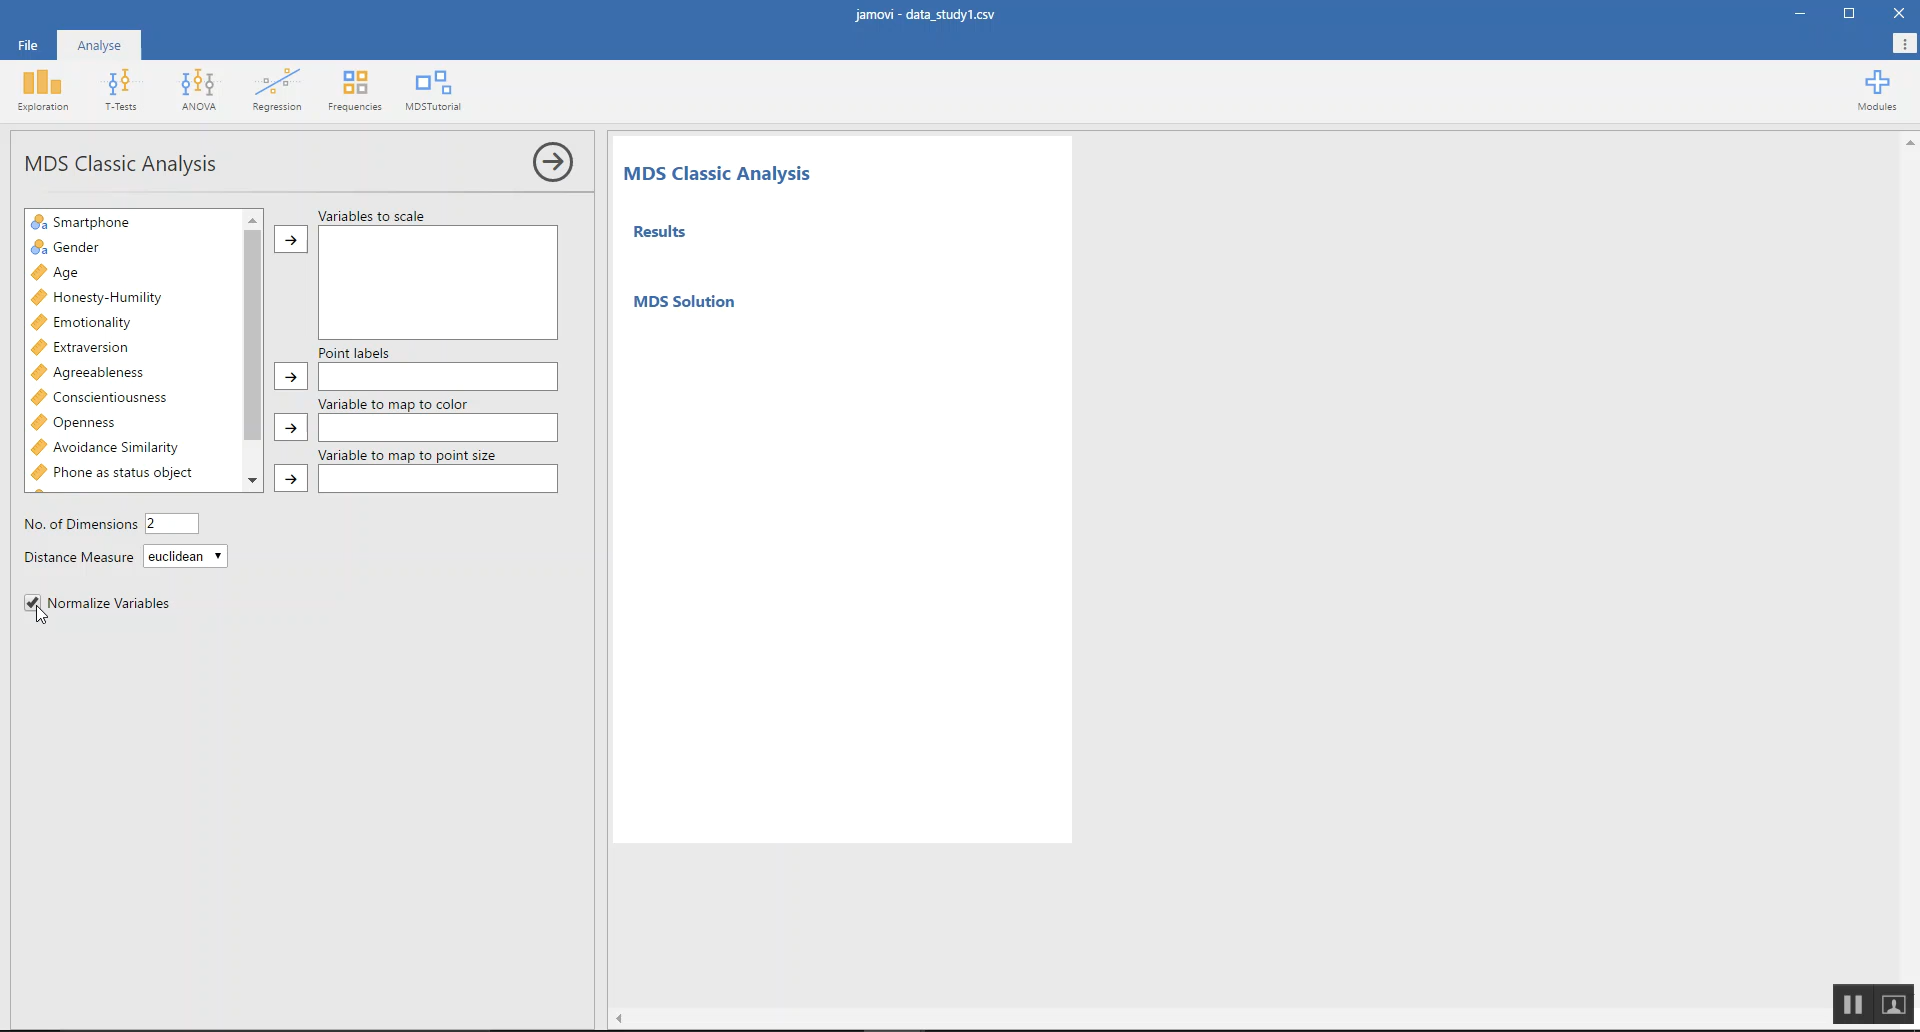 jamovi - data_study1.csv
File
Analyse
Exploration
T-Tests
ANOVA
Regression
Frequencies
MDSTutorial
Modules
MDS Classic Analysis
Smartphone
Gender
Age
Honesty-Humility
Emotionality
Extraversion
Agreeableness
Conscientiousness
Openness
Avoidance Similarity
Phone as status object
Variables to scale
Point labels
Variable to map to color
Variable to map to point size
No. of Dimensions 2
Distance Measure euclidean
Normalize Variables
MDS Classic Analysis
Results
MDS Solution